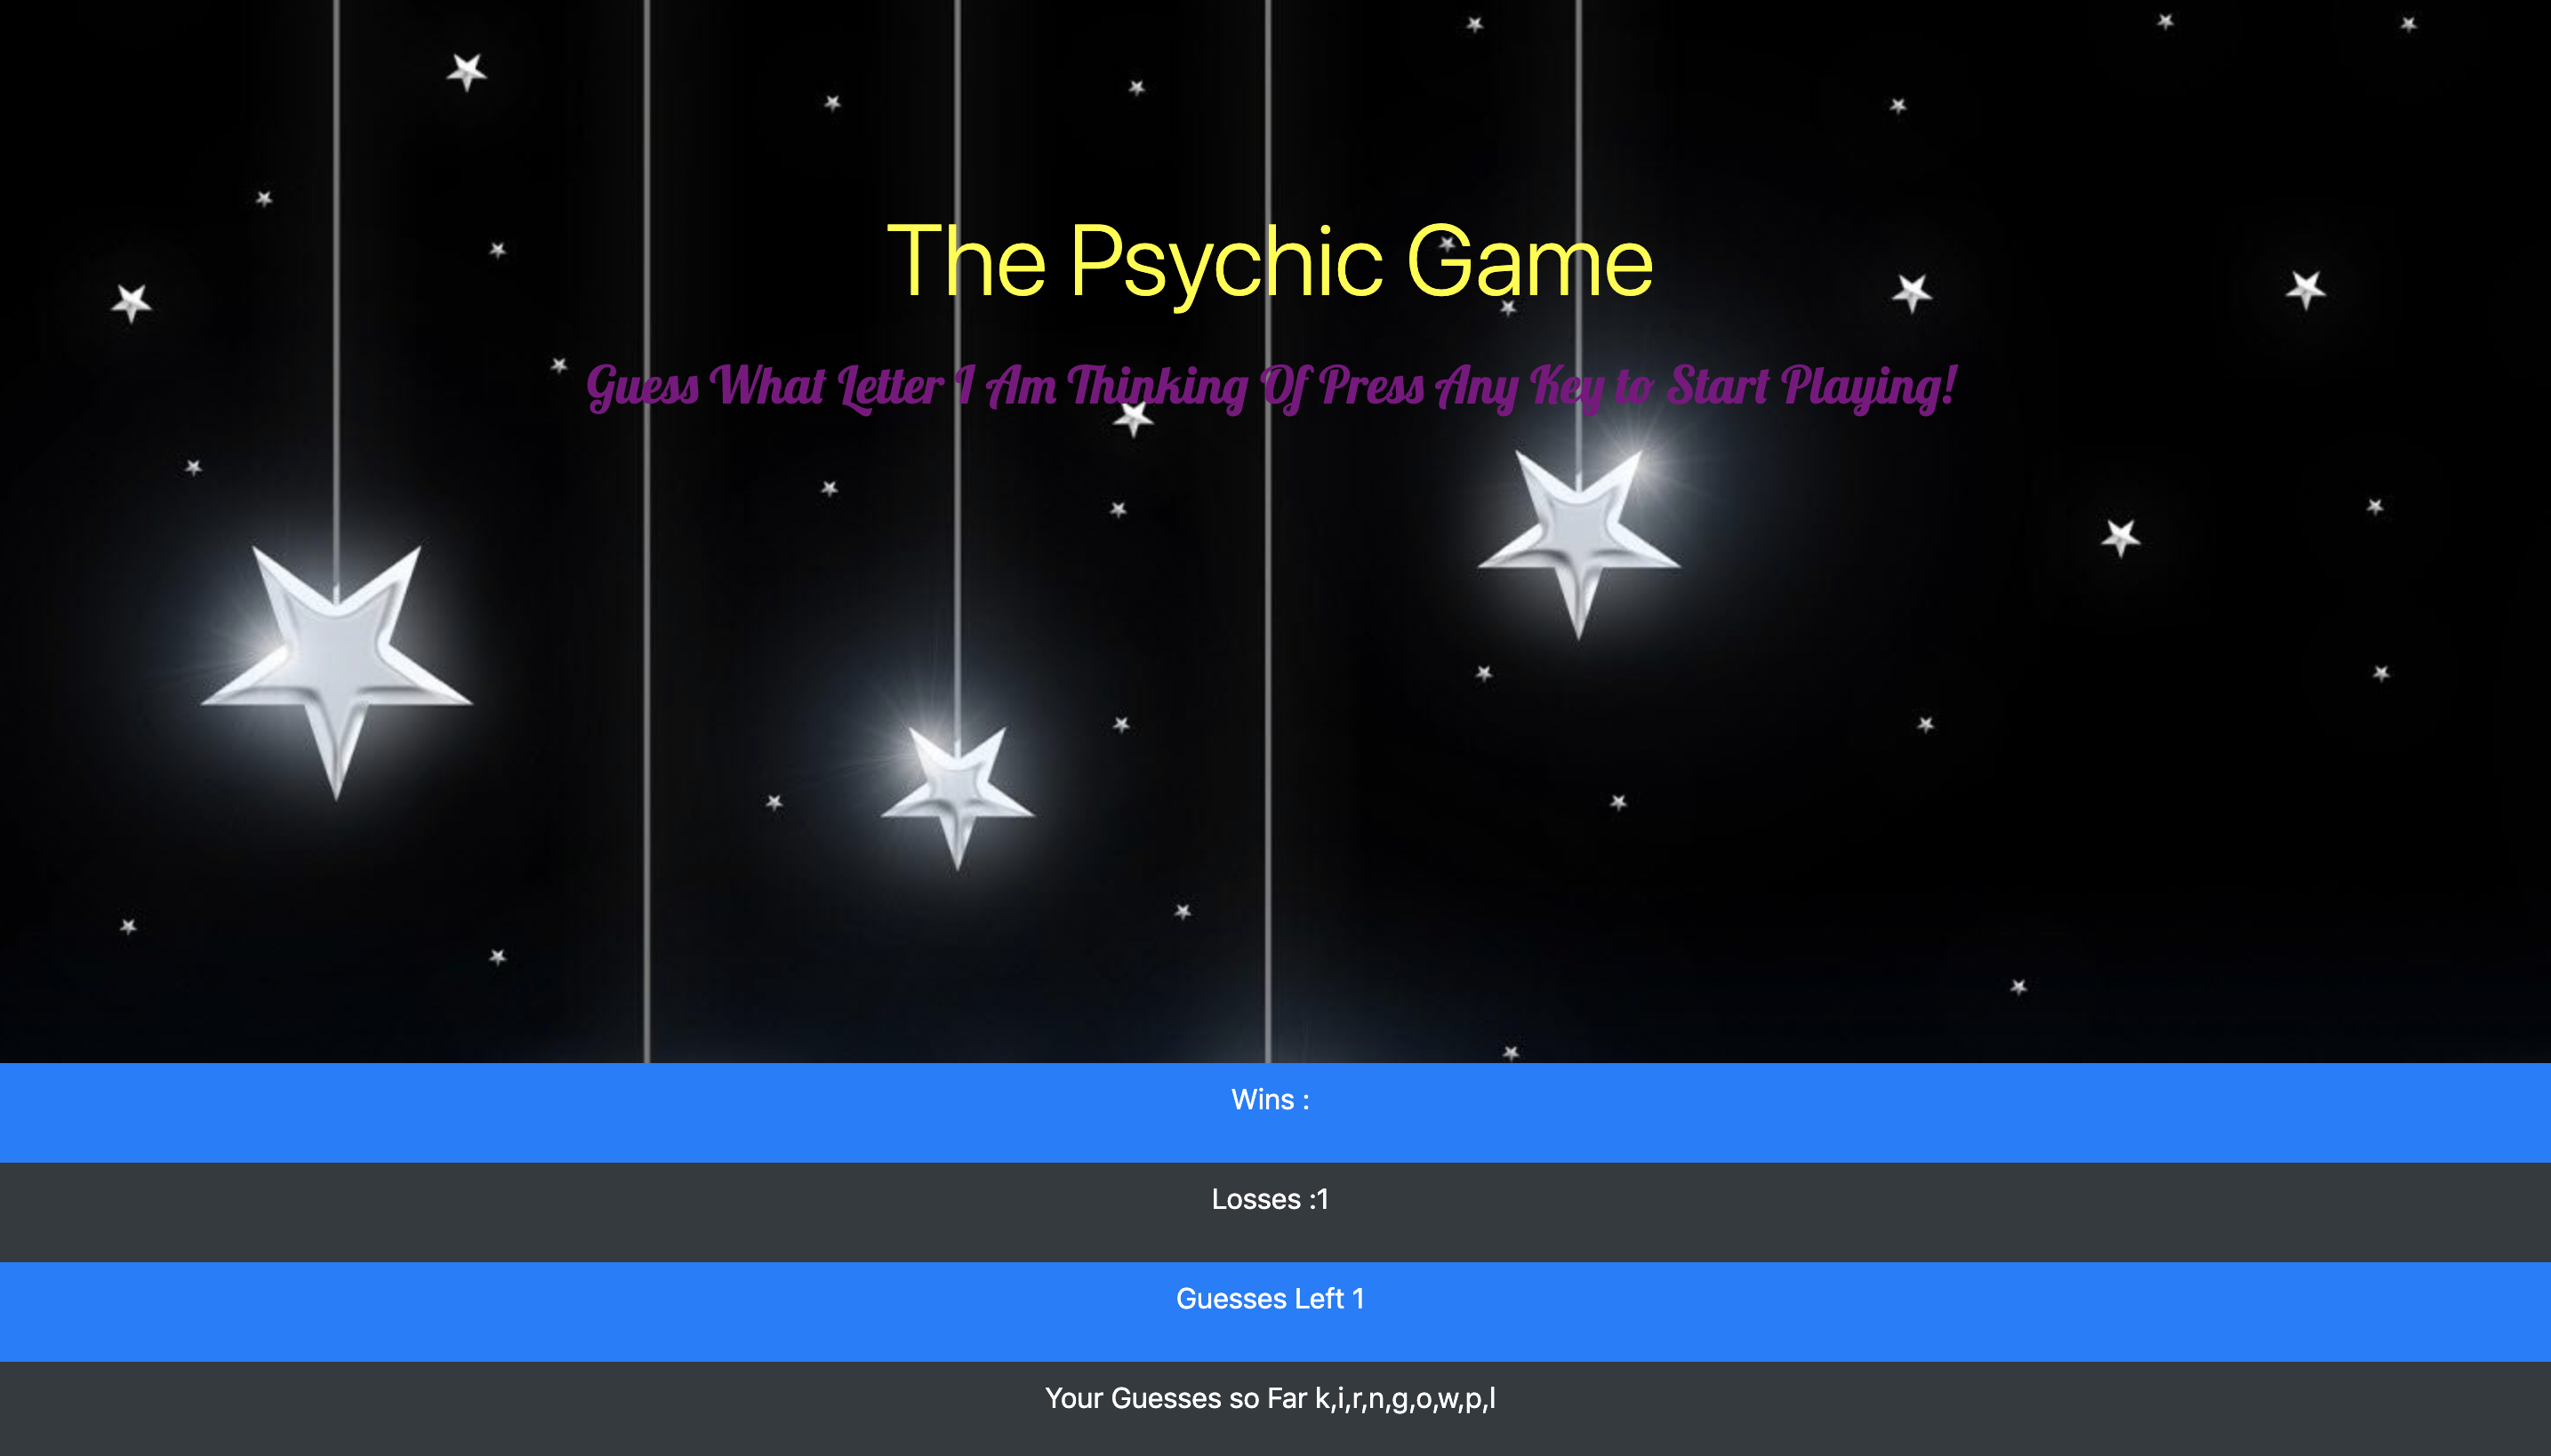 The Psychic Game
Guess What Letter I Am Thinking Of Press Any Key to Start Playing!
Wins :
Losses :1
Guesses Left 1
Your Guesses so Far k,i,r,n,g,o,w,p,l